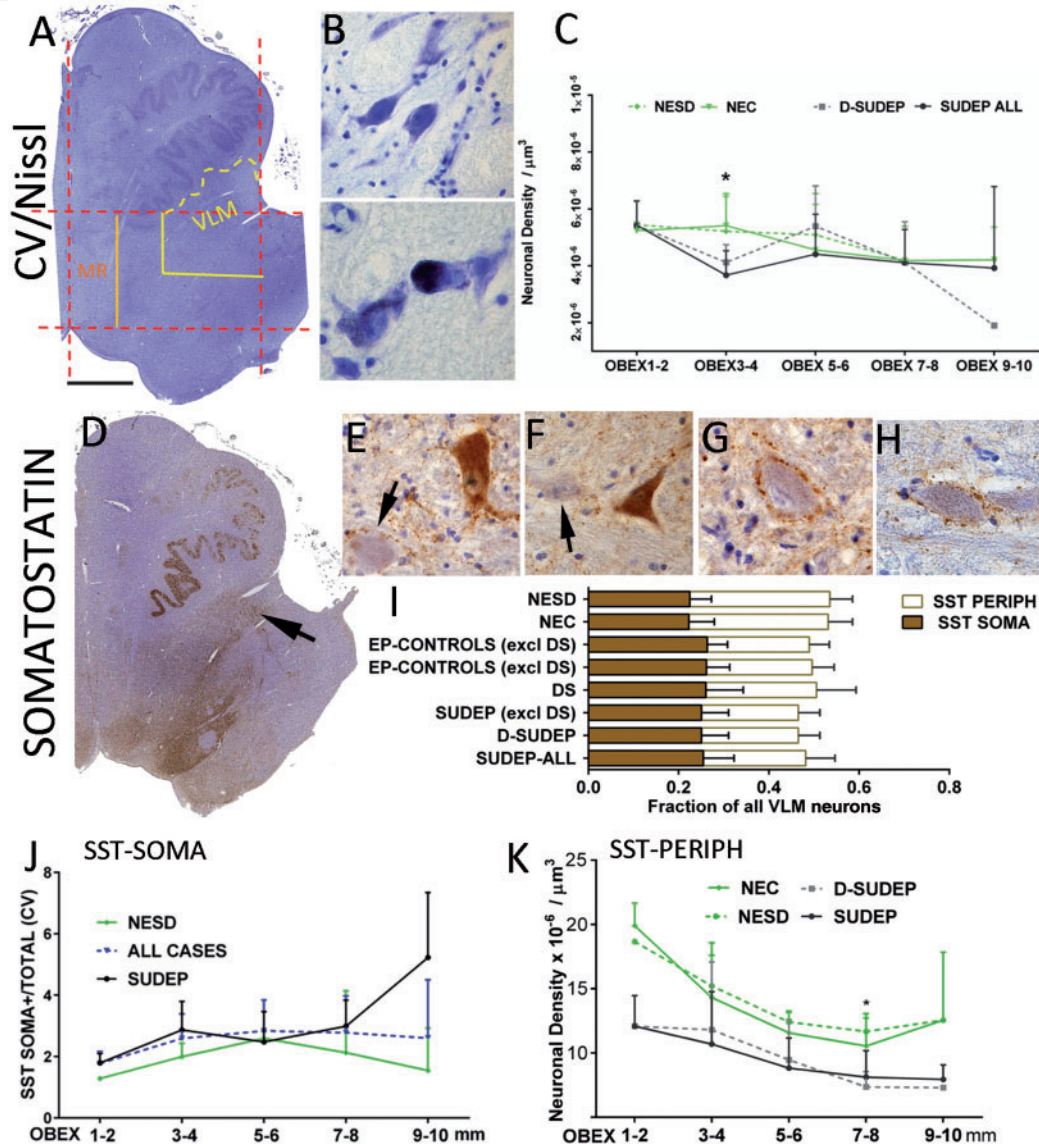 A
B
C
CV/Nissl
VLM
MR
Neuronal Density / μm³
1×10⁻⁵
8×10⁻⁶
6×10⁻⁶
4×10⁻⁶
2×10⁻⁶
NESD
NEC
D-SUDEP
SUDEP ALL
*
OBEX1-2
OBEX3-4
OBEX 5-6
OBEX 7-8
OBEX 9-10
SOMATOSTATIN
D
E
F
G
H
I
NESD
NEC
EP-CONTROLS (excl DS)
EP-CONTROLS (excl DS)
DS
SUDEP (excl DS)
D-SUDEP
SUDEP-ALL
SST PERIPH
SST SOMA
0.0 0.2 0.4 0.6 0.8
Fraction of all VLM neurons
J SST-SOMA
SST SOMA+/TOTAL (CV)
8
6
4
2
0
NESD
ALL CASES
SUDEP
OBEX 1-2 3-4 5-6 7-8 9-10 mm
K SST-PERIPH
Neuronal Density x 10⁻⁶ / μm³
25
20
15
10
NEC
D-SUDEP
NESD
SUDEP
*
OBEX 1-2 3-4 5-6 7-8 9-10 mm